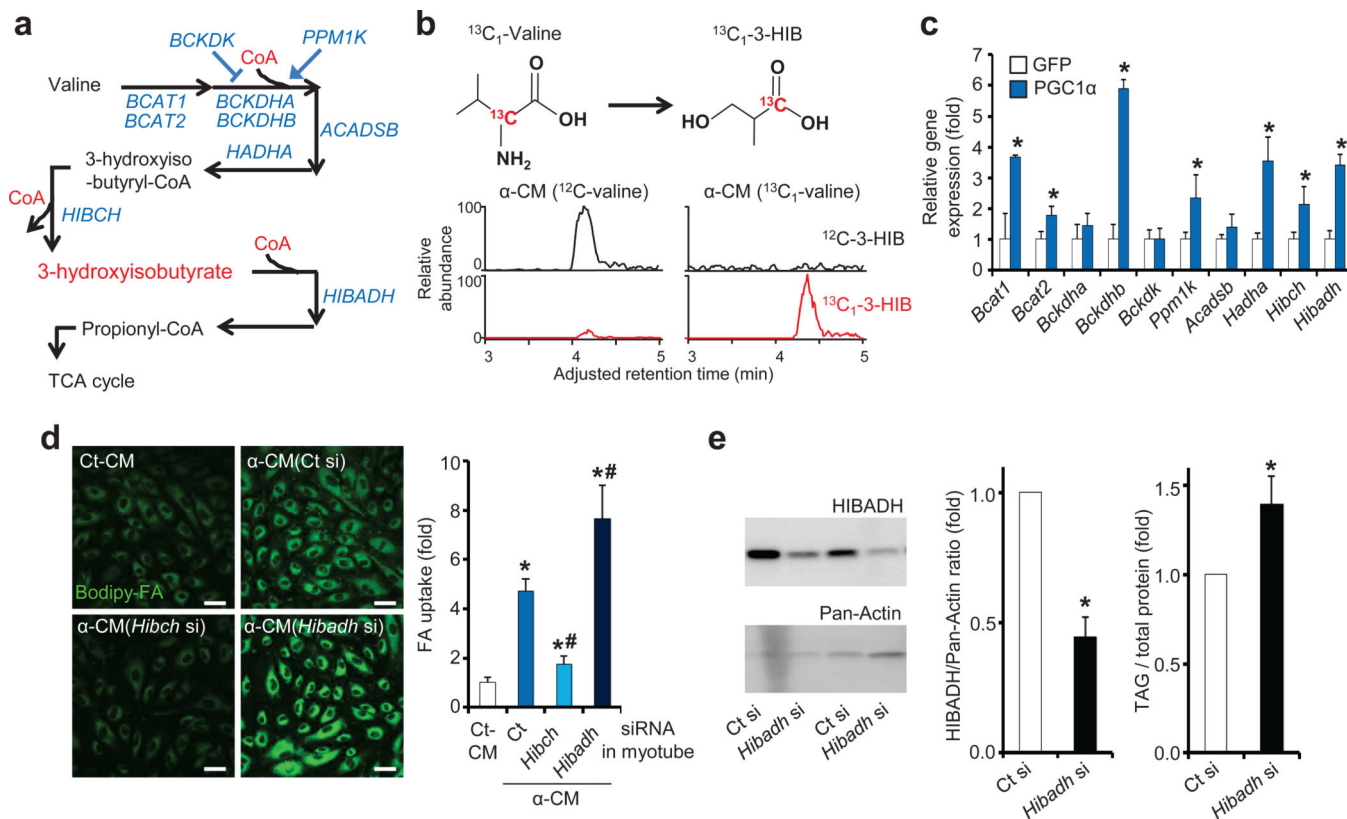 a
BCKDK
PPM1K
CoA
Valine
BCAT1
BCAT2
BCKDHA
BCKDHB
ACADSB
HADHA
3-hydroxyiso
-butyryl-CoA
CoA
HIBCH
CoA
3-hydroxyisobutyrate
HIBADH
Propionyl-CoA
TCA cycle
b
¹³C₁-Valine
¹³C₁-3-HIB
O
¹³C
OH
NH₂
O
¹³C
HO
OH
α-CM (¹²C-valine)
α-CM (¹³C₁-valine)
Relative
abundance
100
0
100
0
¹²C-3-HIB
¹³C₁-3-HIB
3 4 5
3 4 5
Adjusted retention time (min)
c
GFP
PGC1α
Relative gene
expression (fold)
7
6
5
4
3
2
1
0
* * * * * * *
Bcat1
Bcat2
Bckdha
Bckdhb
Bckdk
Ppm1k
Acadsb
Hadha
Hibch
Hibadh
d
Ct-CM
α-CM(Ct si)
Bodipy-FA
α-CM(Hibch si)
α-CM(Hibadh si)
FA uptake (fold)
10
8
6
4
2
0
*
*#
*#
Ct-
CM
Ct
Hibch
Hibadh
siRNA
in myotube
α-CM
e
HIBADH
Pan-Actin
Ct si
Hibadh si
Ct si
Hibadh si
HIBADH/Pan-Actin ratio (fold)
1.0
0.5
0.0
*
Ct si
Hibadh si
TAG / total protein (fold)
1.5
1.0
1.0
0.0
*
Ct si
Hibadh si